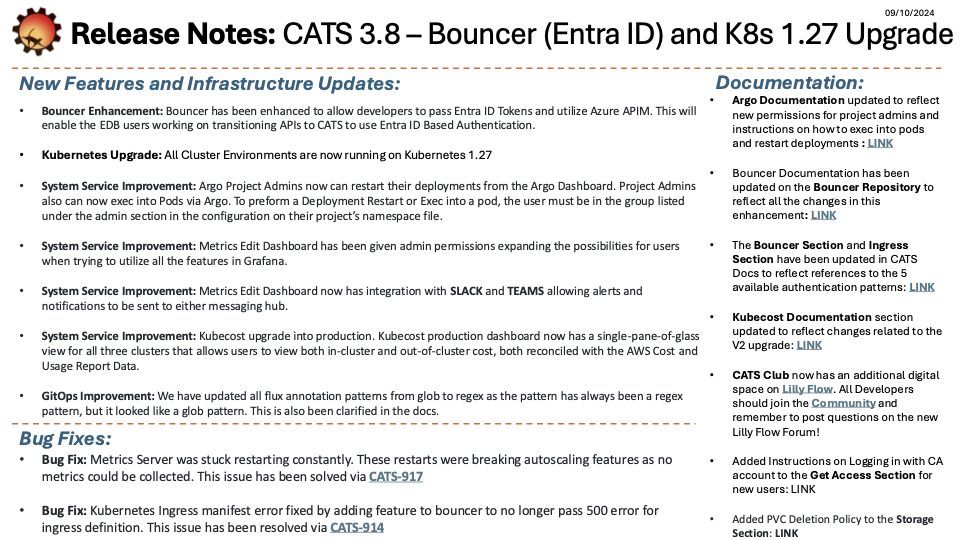 09/10/2024
Release Notes: CATS 3.8 – Bouncer (Entra ID) and K8s 1.27 Upgrade
New Features and Infrastructure Updates:
• Bouncer Enhancement: Bouncer has been enhanced to allow developers to pass Entra ID Tokens and utilize Azure APIM. This will
enable the EDB users working on transitioning APIs to CATS to use Entra ID Based Authentication.
• Kubernetes Upgrade: All Cluster Environments are now running on Kubernetes 1.27
• System Service Improvement: Argo Project Admins now can restart their deployments from the Argo Dashboard. Project Admins
also can now exec into Pods via Argo. To preform a Deployment Restart or Exec into a pod, the user must be in the group listed
under the admin section in the configuration on their project's namespace file.
• System Service Improvement: Metrics Edit Dashboard has been given admin permissions expanding the possibilities for users
when trying to utilize all the features in Grafana.
• System Service Improvement: Metrics Edit Dashboard now has integration with SLACK and TEAMS allowing alerts and
notifications to be sent to either messaging hub.
• System Service Improvement: Kubecost upgrade into production. Kubecost production dashboard now has a single-pane-of-glass
view for all three clusters that allows users to view both in-cluster and out-of-cluster cost, both reconciled with the AWS Cost and
Usage Report Data.
• GitOps Improvement: We have updated all flux annotation patterns from glob to regex as the pattern has always been a regex
pattern, but it looked like a glob pattern. This is also been clarified in the docs.
Bug Fixes:
• Bug Fix: Metrics Server was stuck restarting constantly. These restarts were breaking autoscaling features as no
metrics could be collected. This issue has been solved via CATS-917
• Bug Fix: Kubernetes Ingress manifest error fixed by adding feature to bouncer to no longer pass 500 error for
ingress definition. This issue has been resolved via CATS-914
Documentation:
• Argo Documentation updated to reflect
new permissions for project admins and
instructions on how to exec into pods
and restart deployments : LINK
• Bouncer Documentation has been
updated on the Bouncer Repository to
reflect all the changes in this
enhancement: LINK
• The Bouncer Section and Ingress
Section have been updated in CATS
Docs to reflect references to the 5
available authentication patterns: LINK
• Kubecost Documentation section
updated to reflect changes related to the
V2 upgrade: LINK
• CATS Club now has an additional digital
space on Lilly Flow. All Developers
should join the Community and
remember to post questions on the new
Lilly Flow Forum!
• Added Instructions on Logging in with CA
account to the Get Access Section for
new users: LINK
• Added PVC Deletion Policy to the Storage
Section: LINK